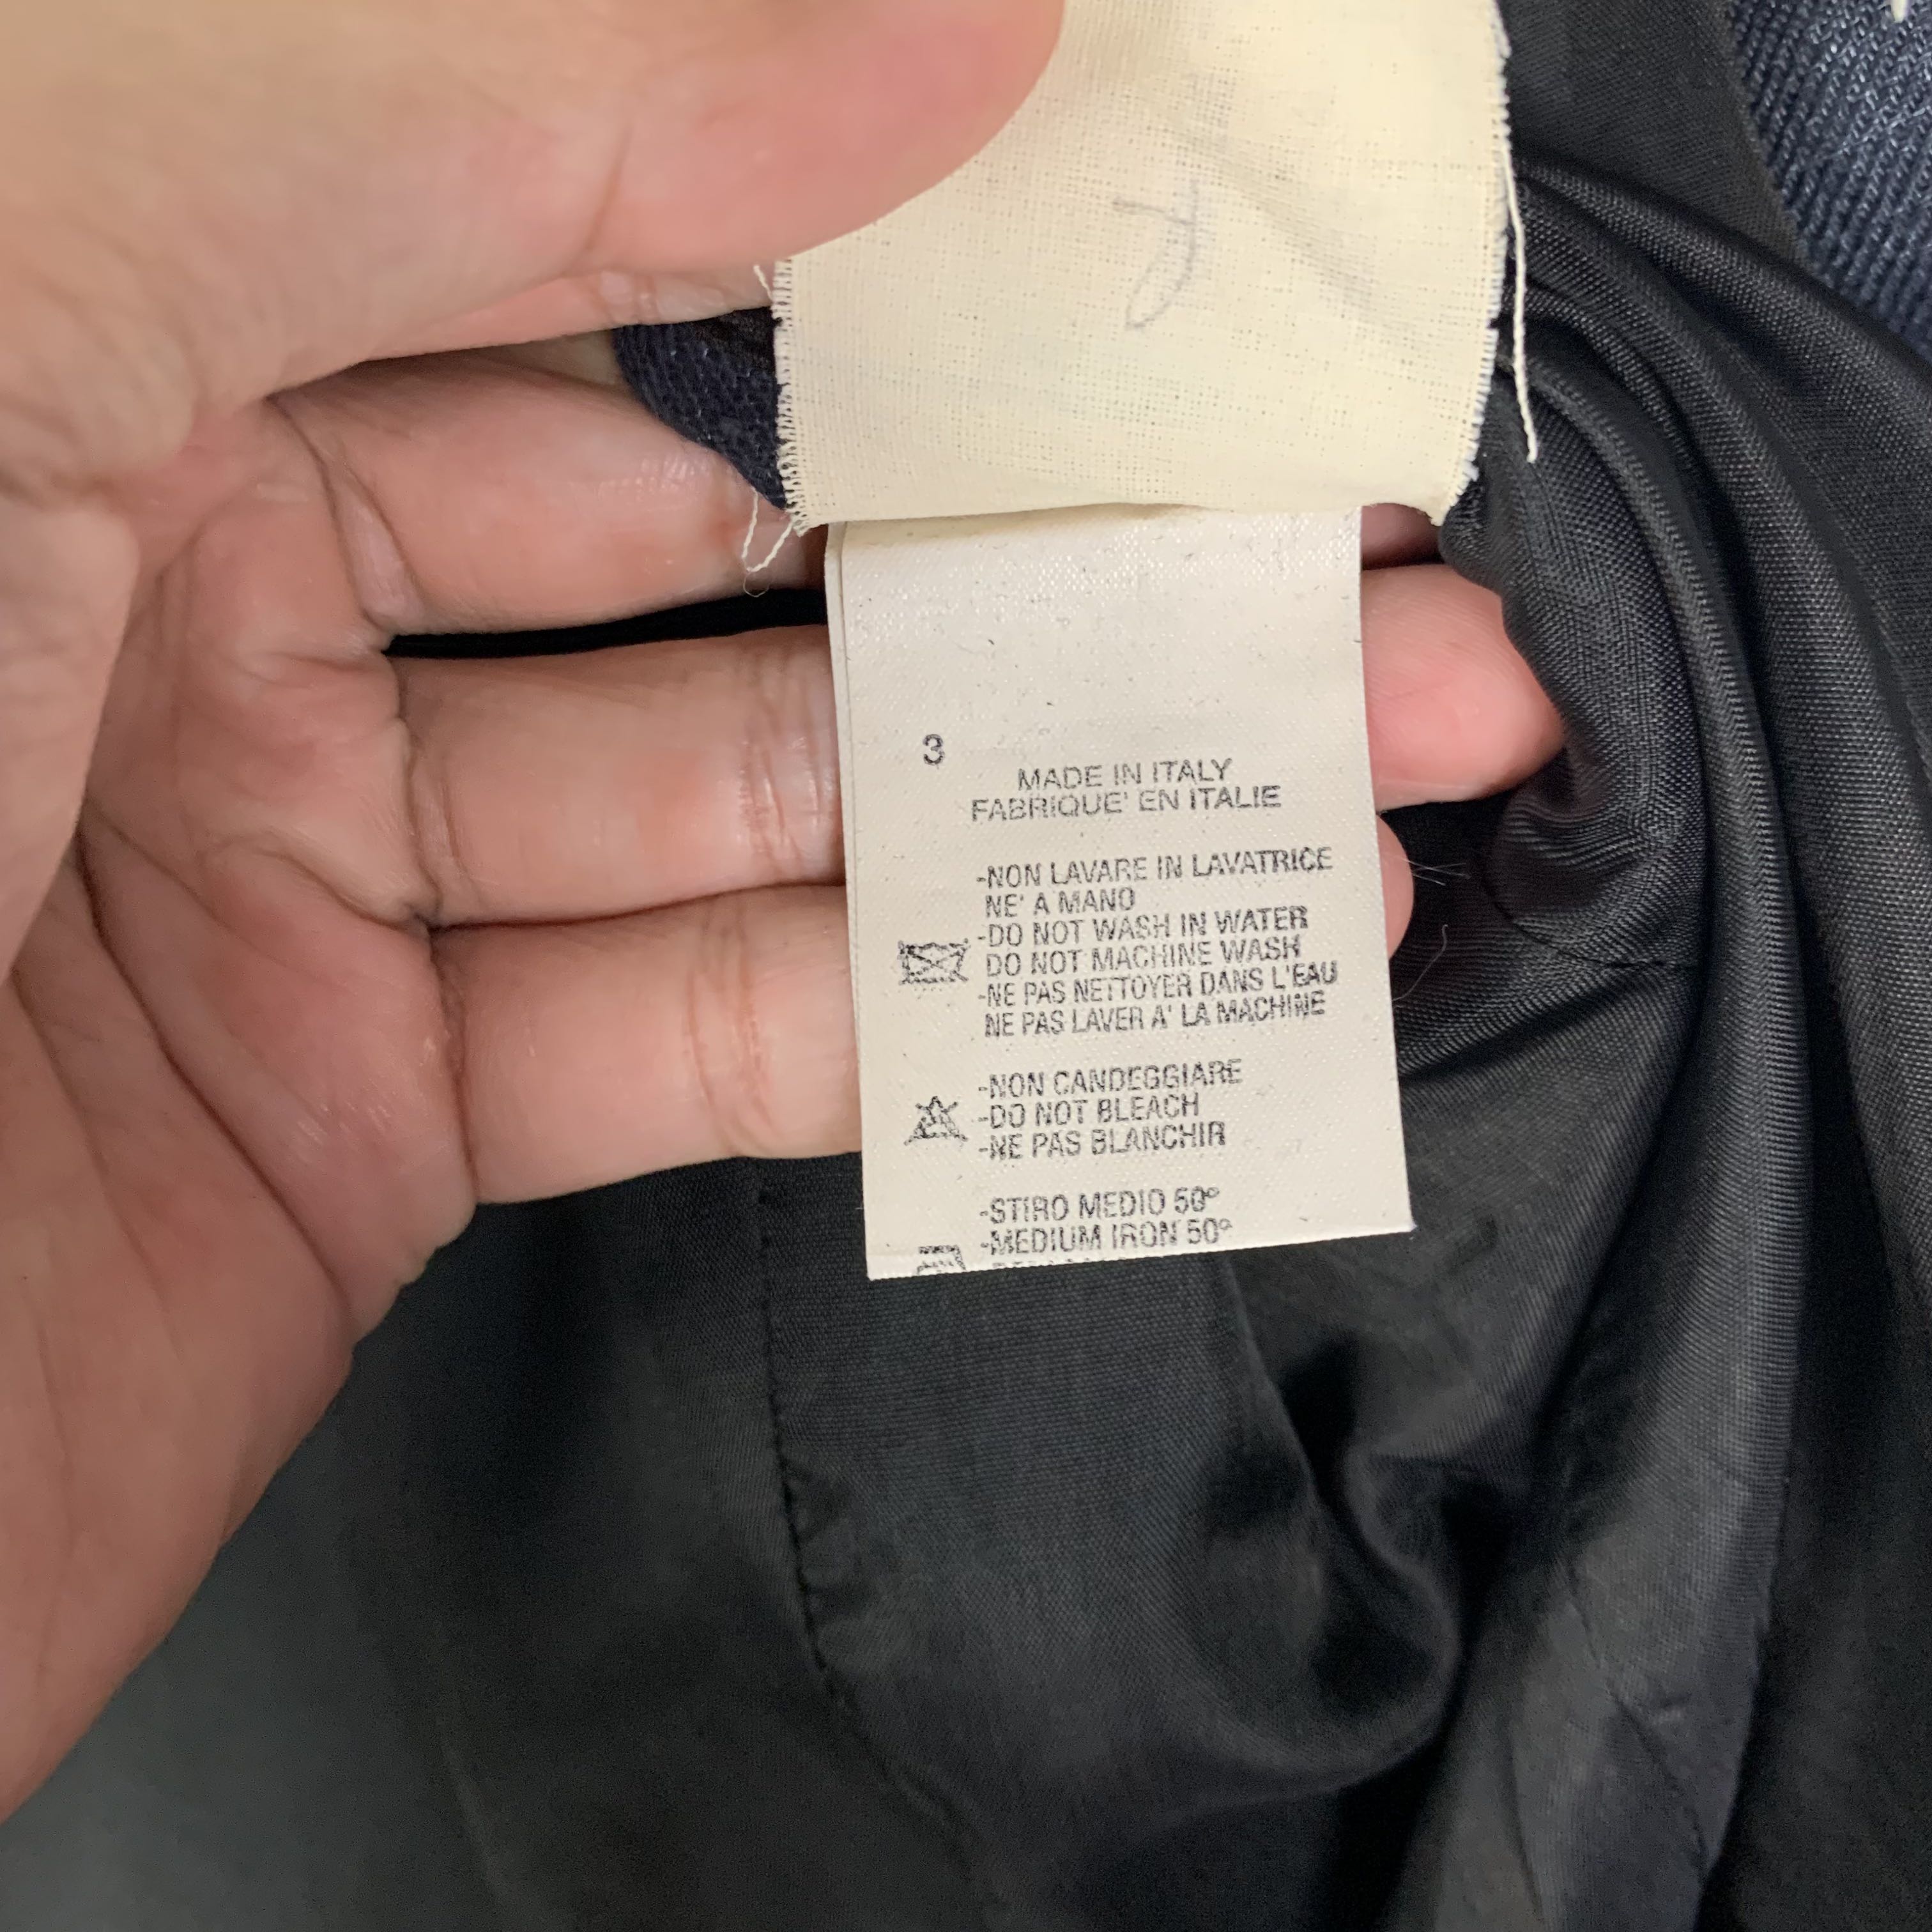 3
MADE IN ITALY
FABRIQUE' EN ITALIE
-NON LAVARE IN LAVATRICE
NE' A MANO
-DO NOT WASH IN WATER
DO NOT MACHINE WASH
-NE PAS NETTOYER DANS L'EAU
NE PAS LAVER A' LA MACHINE
-NON CANDEGGIARE
-DO NOT BLEACH
-NE PAS BLANCHIR
-STIRO MEDIO 50°
-MEDIUM IRON 50°